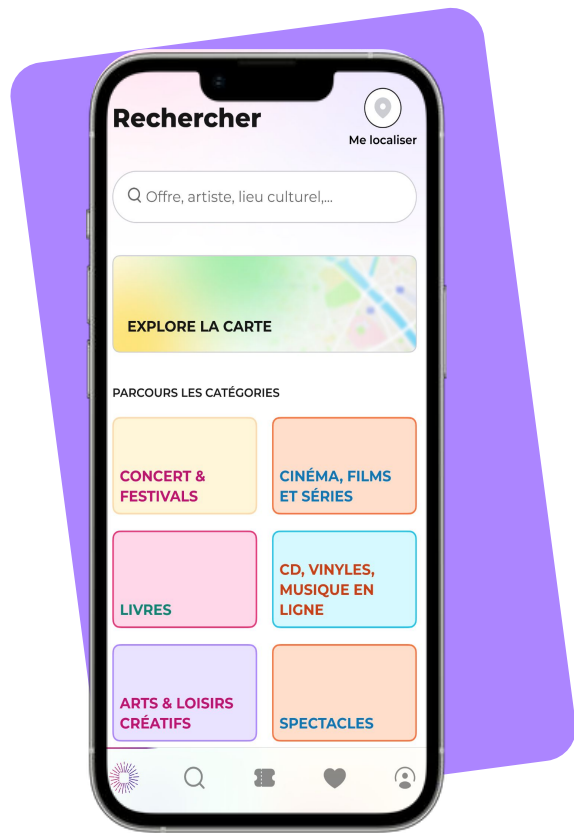 Rechercher
Me localiser
Offre, artiste, lieu culturel,...
EXPLORE LA CARTE
PARCOURS LES CATÉGORIES
CONCERT &
FESTIVALS
CINÉMA, FILMS
ET SÉRIES
LIVRES
CD, VINYLES,
MUSIQUE EN
LIGNE
ARTS & LOISIRS
CRÉATIFS
SPECTACLES